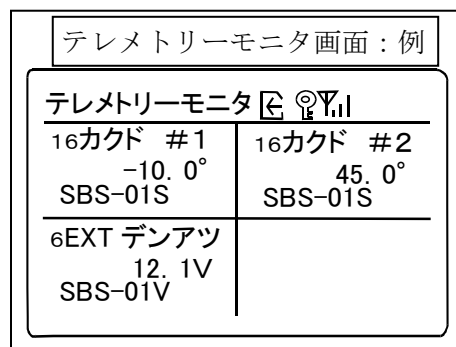 テレメトリーモニタ画面：例
テレメトリーモニタ
16カクド #1
-10. 0°
SBS-01S
16カクド #2
45. 0°
SBS-01S
6EXT デンアツ
12. 1V
SBS-01V